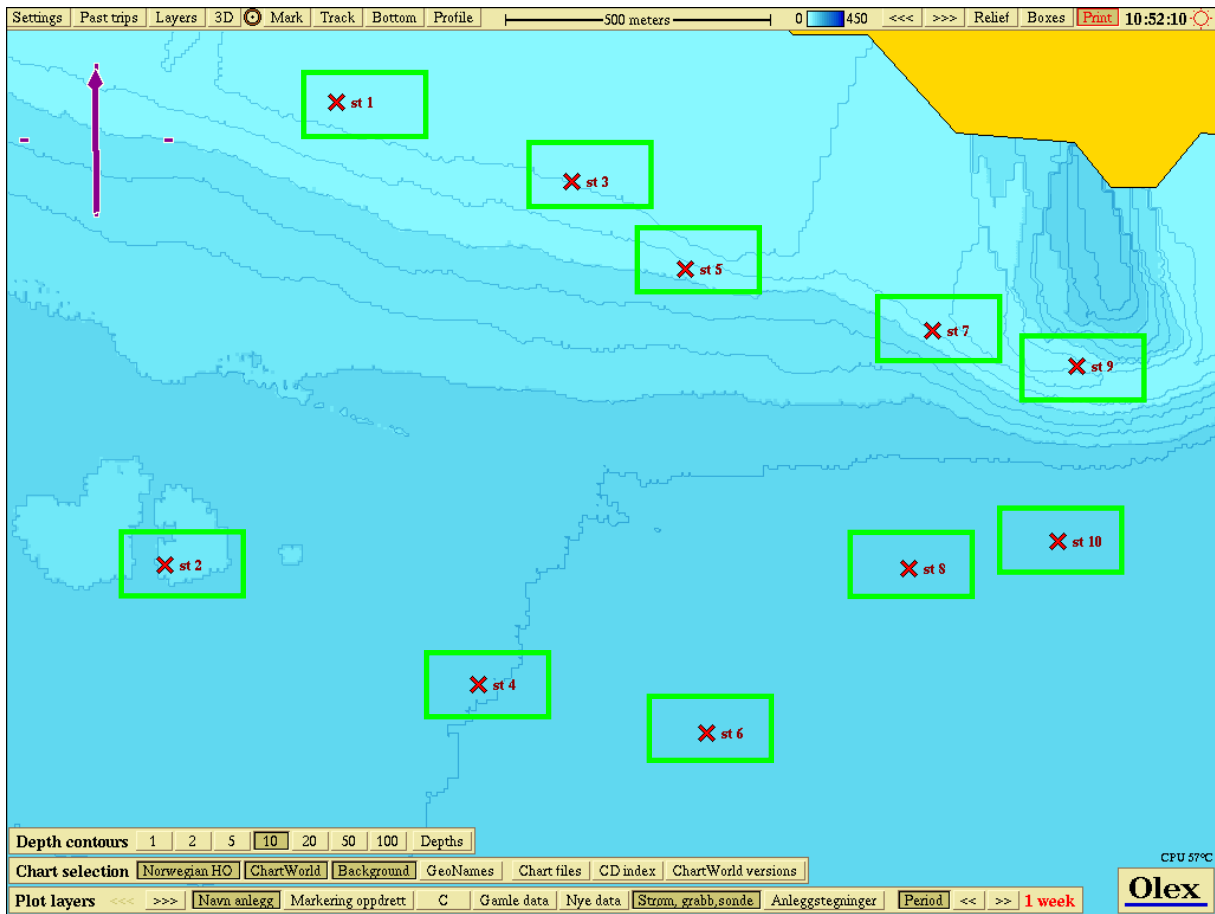 Settings Past trips Layers 3D Mark Track Bottom Profile 500 meters 0 450 <<< >>> Relief Boxes Print 10:52:10
st 1
st 3
st 5
st 7
st 9
st 10
st 2
st 8
st 4
st 6
Depth contours 1 2 5 10 20 50 100 Depths
CPU 57°C
Chart selection Norwegian HO ChartWorld Background GeoNames Chart files CD index ChartWorld versions
Plot layers <<< >>> Navn anlegg Markering oppdrett C Gamle data Nye data Strøm, grabb,sonde Anleggstegninger Period << >> 1 week
Olex